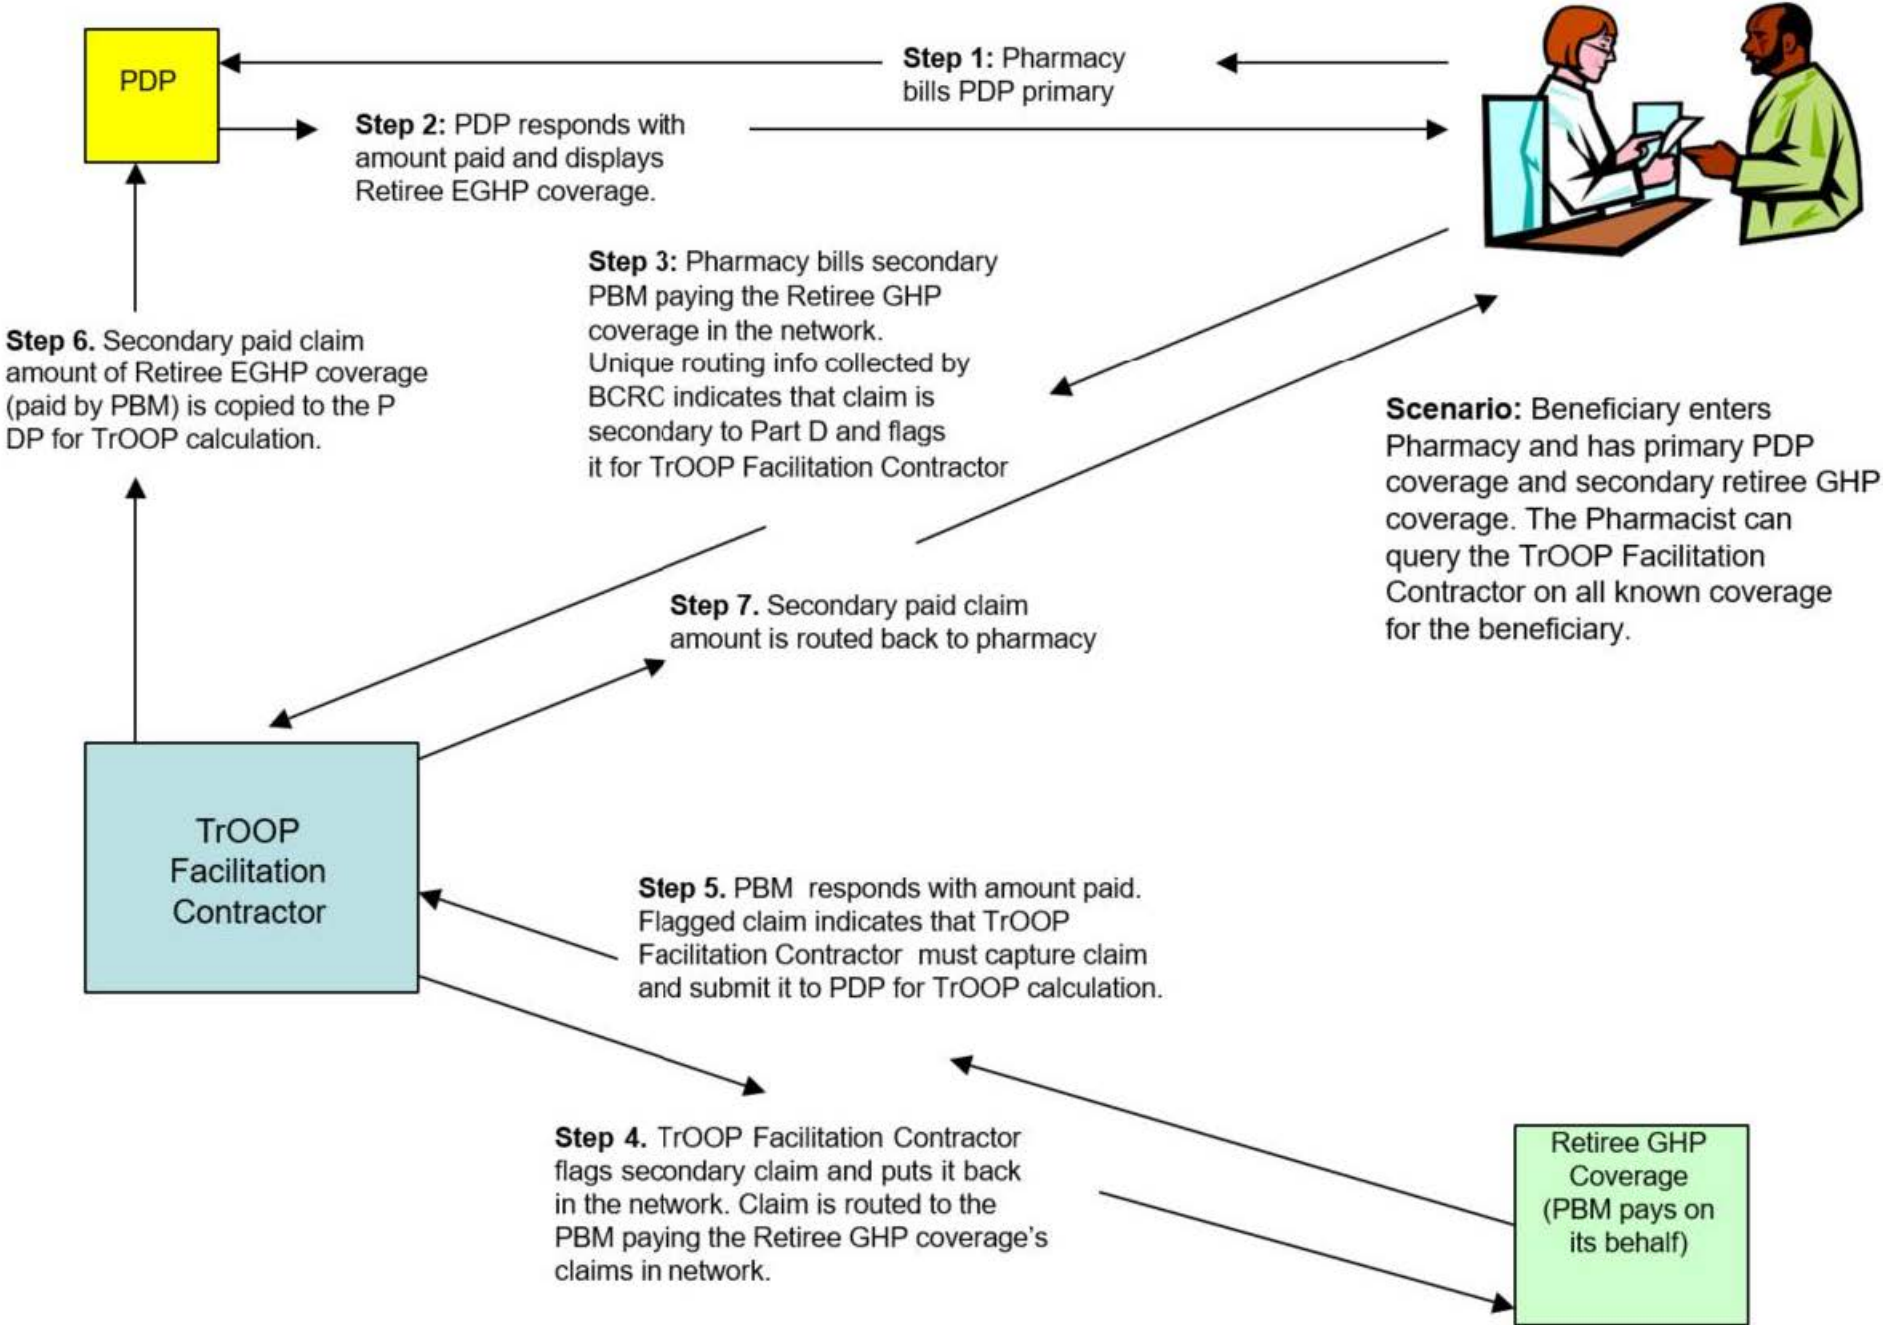 PDP
Step 1: Pharmacy
bills PDP primary
Step 2: PDP responds with
amount paid and displays
Retiree EGHP coverage.
Step 3: Pharmacy bills secondary
PBM paying the Retiree GHP
coverage in the network.
Unique routing info collected by
BCRC indicates that claim is
secondary to Part D and flags
it for TrOOP Facilitation Contractor
Step 6. Secondary paid claim
amount of Retiree EGHP coverage
(paid by PBM) is copied to the P
DP for TrOOP calculation.
Scenario: Beneficiary enters
Pharmacy and has primary PDP
coverage and secondary retiree GHP
coverage. The Pharmacist can
query the TrOOP Facilitation
Contractor on all known coverage
for the beneficiary.
Step 7. Secondary paid claim
amount is routed back to pharmacy
TrOOP
Facilitation
Contractor
Step 5. PBM responds with amount paid.
Flagged claim indicates that TrOOP
Facilitation Contractor must capture claim
and submit it to PDP for TrOOP calculation.
Step 4. TrOOP Facilitation Contractor
flags secondary claim and puts it back
in the network. Claim is routed to the
PBM paying the Retiree GHP coverage's
claims in network.
Retiree GHP
Coverage
(PBM pays on
its behalf)